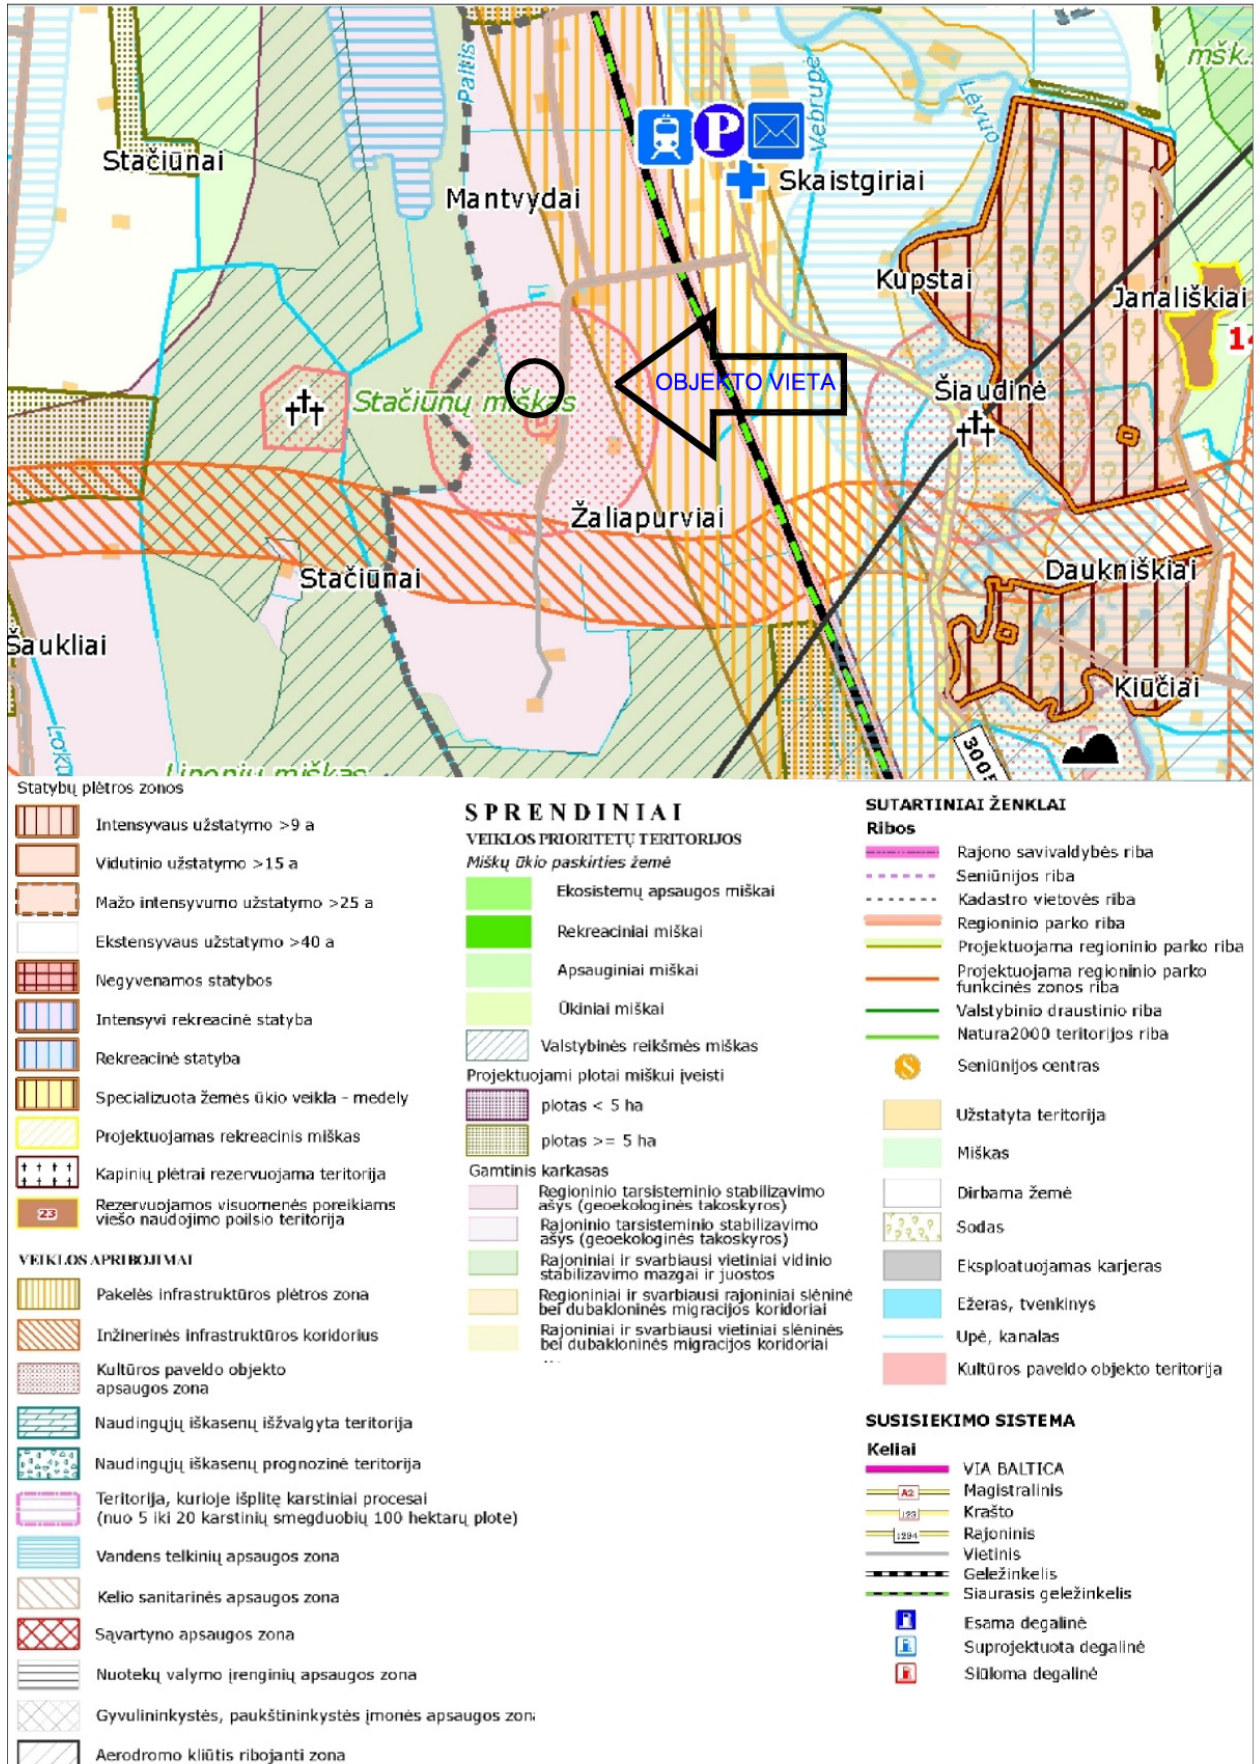 mšk.
Paltis
Vebrupė
Lėvuo
Stačiūnai
Mantvydai
P
Skaistgiriai
Kupstai
Janališkiai
OBJEKTO VIETA
Stačiūnų miškas
Šiaudinė
Žaliapurviai
Stačiūnai
Daukniškiai
Šaukliai
Kiūčiai
3005
Liponių miškas
Statybų plėtros zonos
Intensyvaus užstatymo >9 a
Vidutinio užstatymo >15 a
Mažo intensyvumo užstatymo >25 a
Ekstensyvaus užstatymo >40 a
Negyvenamos statybos
Intensyvi rekreacinė statyba
Rekreacinė statyba
Specializuota žemės ūkio veikla - medely
Projektuojamas rekreacinis miškas
Kapinių plėtrai rezervuojama teritorija
23
Rezervuojamos visuomenės poreikiams
viešo naudojimo poilsio teritorija
VEIKLOS APRIBOJIMAI
Pakelės infrastruktūros plėtros zona
Inžinerinės infrastruktūros koridorius
Kultūros paveldo objekto
apsaugos zona
Naudingųjų iškasenų išžvalgyta teritorija
Naudingųjų iškasenų prognozinė teritorija
Teritorija, kurioje išplitę karstiniai procesai
(nuo 5 iki 20 karstinių smegduobių 100 hektarų plote)
Vandens telkinių apsaugos zona
Kelio sanitarinės apsaugos zona
Sąvartyno apsaugos zona
Nuotekų valymo įrenginių apsaugos zona
Gyvulininkystės, paukštininkystės įmonės apsaugos zona
Aerodromo kliūtis ribojanti zona
SPRENDINIAI
VEIKLOS PRIORITETŲ TERITORIJOS
Miškų ūkio paskirties žemė
Ekosistemų apsaugos miškai
Rekreaciniai miškai
Apsauginiai miškai
Ūkiniai miškai
Valstybinės reikšmės miškas
Projektuojami plotai miškui įveisti
plotas < 5 ha
plotas >= 5 ha
Gamtinis karkasas
Regioninio tarsisteminio stabilizavimo
ašys (geoekologinės takoskyros)
Rajoninio tarsisteminio stabilizavimo
ašys (geoekologinės takoskyros)
Rajoniniai ir svarbiausi vietiniai vidinio
stabilizavimo mazgai ir juostos
Regioniniai ir svarbiausi rajoniniai slėninė
bei dubakloninės migracijos koridoriai
Rajoniniai ir svarbiausi vietiniai slėninės
bei dubakloninės migracijos koridoriai
SUTARTINIAI ŽENKLAI
Ribos
Rajono savivaldybės riba
Seniūnijos riba
Kadastro vietovės riba
Regioninio parko riba
Projektuojama regioninio parko riba
Projektuojama regioninio parko
funkcinės zonos riba
Valstybinio draustinio riba
Natura2000 teritorijos riba
S
Seniūnijos centras
Užstatyta teritorija
Miškas
Dirbama žemė
Sodas
Eksploatuojamas karjeras
Ežeras, tvenkinys
Upė, kanalas
Kultūros paveldo objekto teritorija
SUSISIEKIMO SISTEMA
Keliai
VIA BALTICA
A2 Magistralinis
123 Krašto
1294 Rajoninis
Vietinis
Geležinkelis
Siaurasis geležinkelis
Esama degalinė
Suprojektuota degalinė
Siūloma degalinė